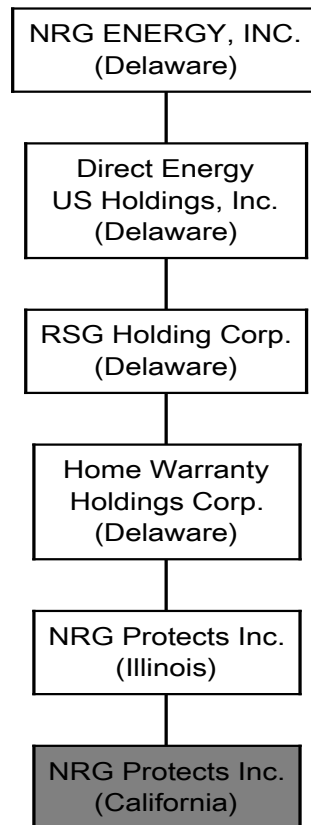 NRG ENERGY, INC.
(Delaware)
Direct Energy
US Holdings, Inc.
(Delaware)
RSG Holding Corp.
(Delaware)
Home Warranty
Holdings Corp.
(Delaware)
NRG Protects Inc.
(Illinois)
NRG Protects Inc.
(California)